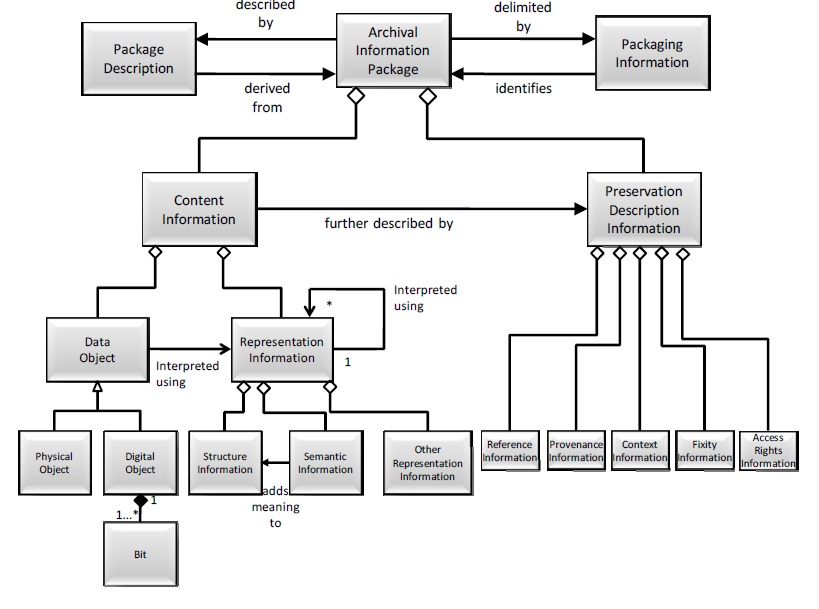 described
by
delimited
by
Package
Description
Archival
Information
Package
Packaging
Information
derived
from
identifies
Content
Information
further described by
Preservation
Description
Information
Data
Object
Interpreted
using
Representation
Information
*
1
Interpreted
using
Physical
Object
Digital
Object
Structure
Information
adds
meaning
to
Semantic
Information
Other
Representation
Information
Reference
Information
Provenance
Information
Context
Information
Fixity
Information
Access
Rights
Information
1
1...*
Bit